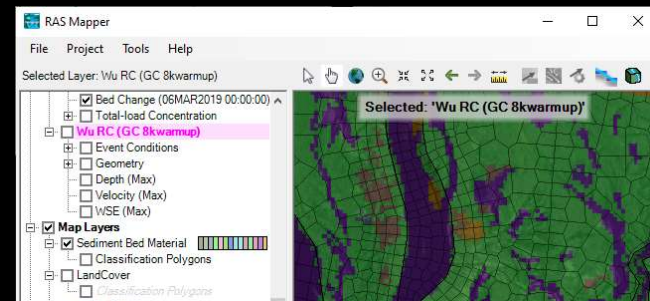 RAS Mapper
File Project Tools Help
Selected Layer: Wu RC (GC 8kwarmup)
Bed Change (06MAR2019 00:00:00)
Total-load Concentration
Wu RC (GC 8kwarmup)
Event Conditions
Geometry
Depth (Max)
Velocity (Max)
WSE (Max)
Map Layers
Sediment Bed Material
Classification Polygons
LandCover
Classification Polygons
Selected: 'Wu RC (GC 8kwarmup)'